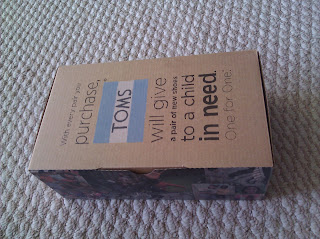 With every pair you
purchase,
TOMS
will give
a pair of new shoes
to a child
in need.
One for One.